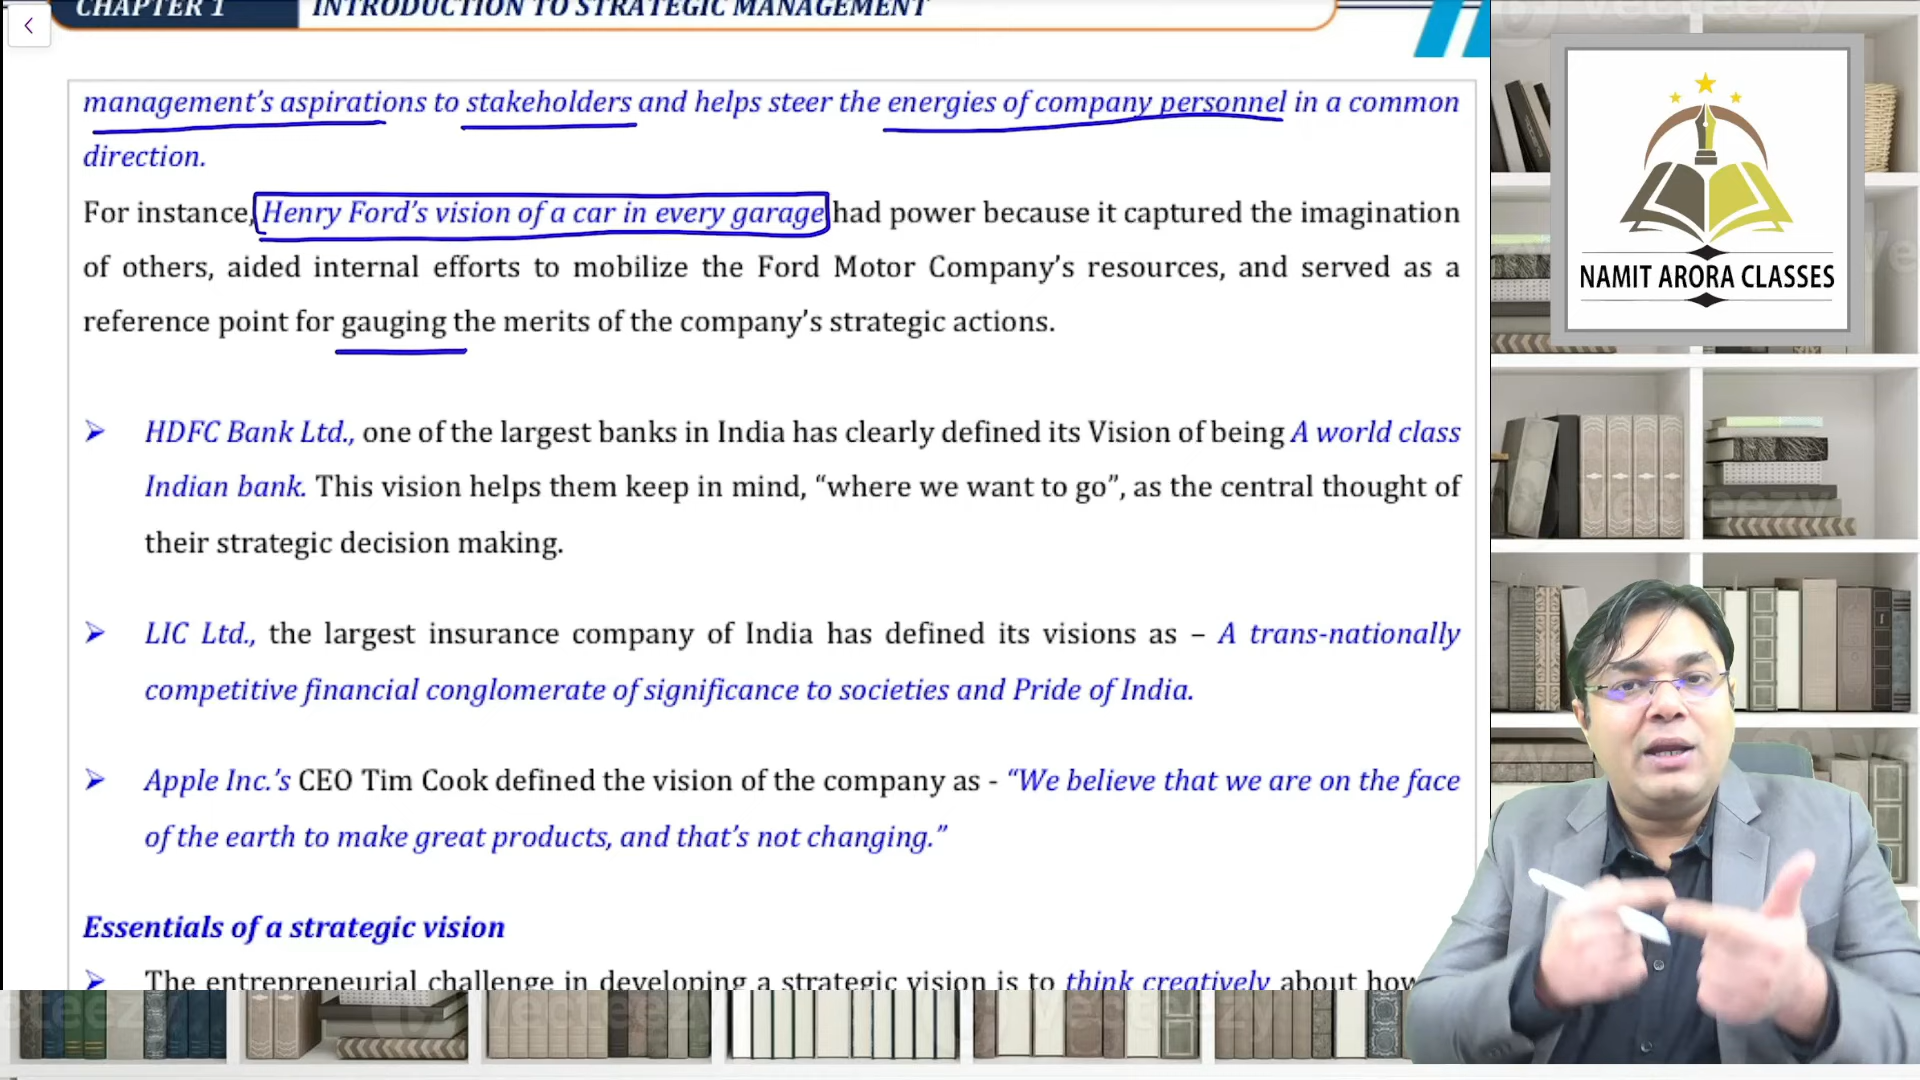 CHAPTER 1 INTRODUCTION TO STRATEGIC MANAGEMENT
management's aspirations to stakeholders and helps steer the energies of company personnel in a common
direction.
For instance, Henry Ford's vision of a car in every garage had power because it captured the imagination
of others, aided internal efforts to mobilize the Ford Motor Company's resources, and served as a
reference point for gauging the merits of the company's strategic actions.
➢ HDFC Bank Ltd., one of the largest banks in India has clearly defined its Vision of being A world class
Indian bank. This vision helps them keep in mind, “where we want to go”, as the central thought of
their strategic decision making.
➢ LIC Ltd., the largest insurance company of India has defined its visions as – A trans-nationally
competitive financial conglomerate of significance to societies and Pride of India.
➢ Apple Inc.'s CEO Tim Cook defined the vision of the company as - “We believe that we are on the face
of the earth to make great products, and that's not changing.”
Essentials of a strategic vision
➢ The entrepreneurial challenge in developing a strategic vision is to think creatively about how
NAMIT ARORA CLASSES